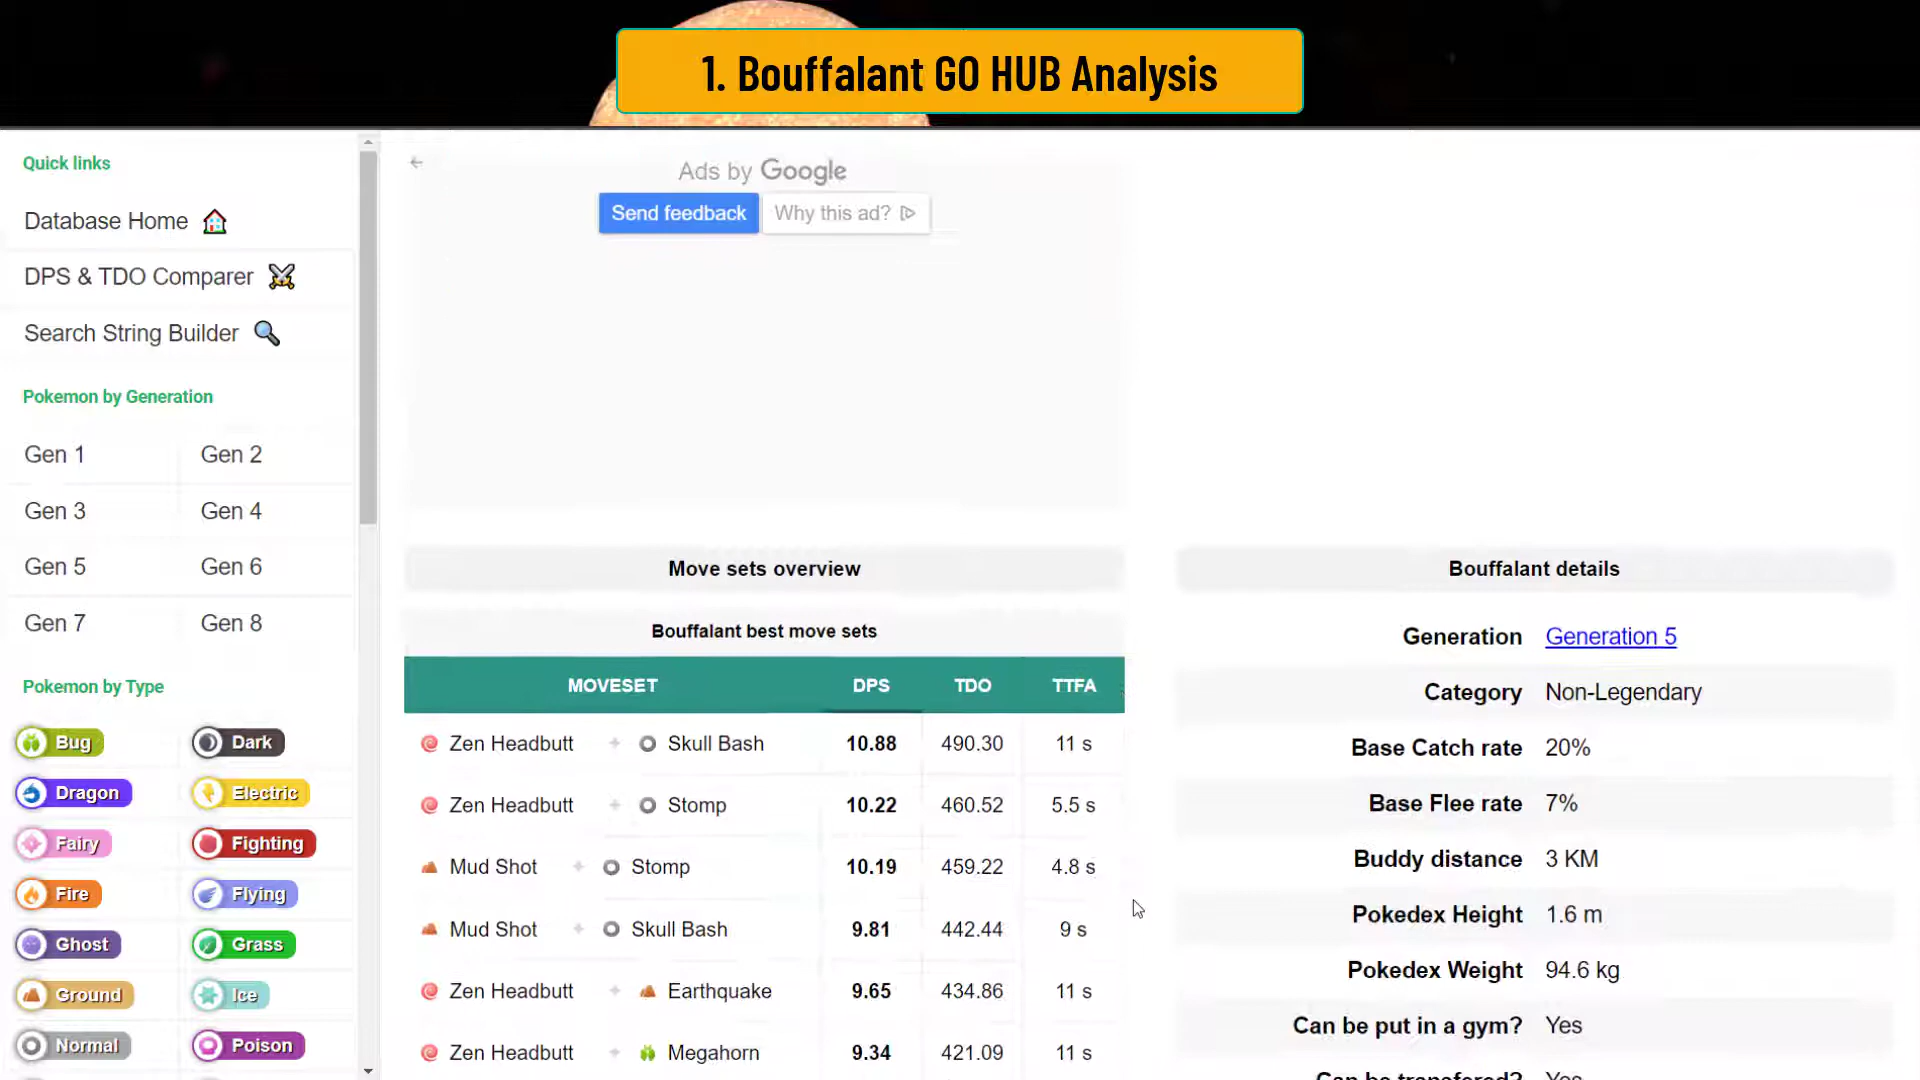 1. Bouffalant GO HUB Analysis
Quick links
Database Home
DPS & TDO Comparer
Search String Builder
Pokemon by Generation
Gen 1 Gen 2
Gen 3 Gen 4
Gen 5 Gen 6
Gen 7 Gen 8
Pokemon by Type
Bug Dark
Dragon Electric
Fairy Fighting
Fire Flying
Ghost Grass
Ground Ice
Normal Poison
Ads by Google
Send feedback Why this ad?
Move sets overview
Bouffalant best move sets
MOVESET DPS TDO TTFA
Zen Headbutt + Skull Bash 10.88 490.30 11 s
Zen Headbutt + Stomp 10.22 460.52 5.5 s
Mud Shot + Stomp 10.19 459.22 4.8 s
Mud Shot + Skull Bash 9.81 442.44 9 s
Zen Headbutt + Earthquake 9.65 434.86 11 s
Zen Headbutt + Megahorn 9.34 421.09 11 s
Bouffalant details
Generation Generation 5
Category Non-Legendary
Base Catch rate 20%
Base Flee rate 7%
Buddy distance 3 KM
Pokedex Height 1.6 m
Pokedex Weight 94.6 kg
Can be put in a gym? Yes
Can be transfered? Yes